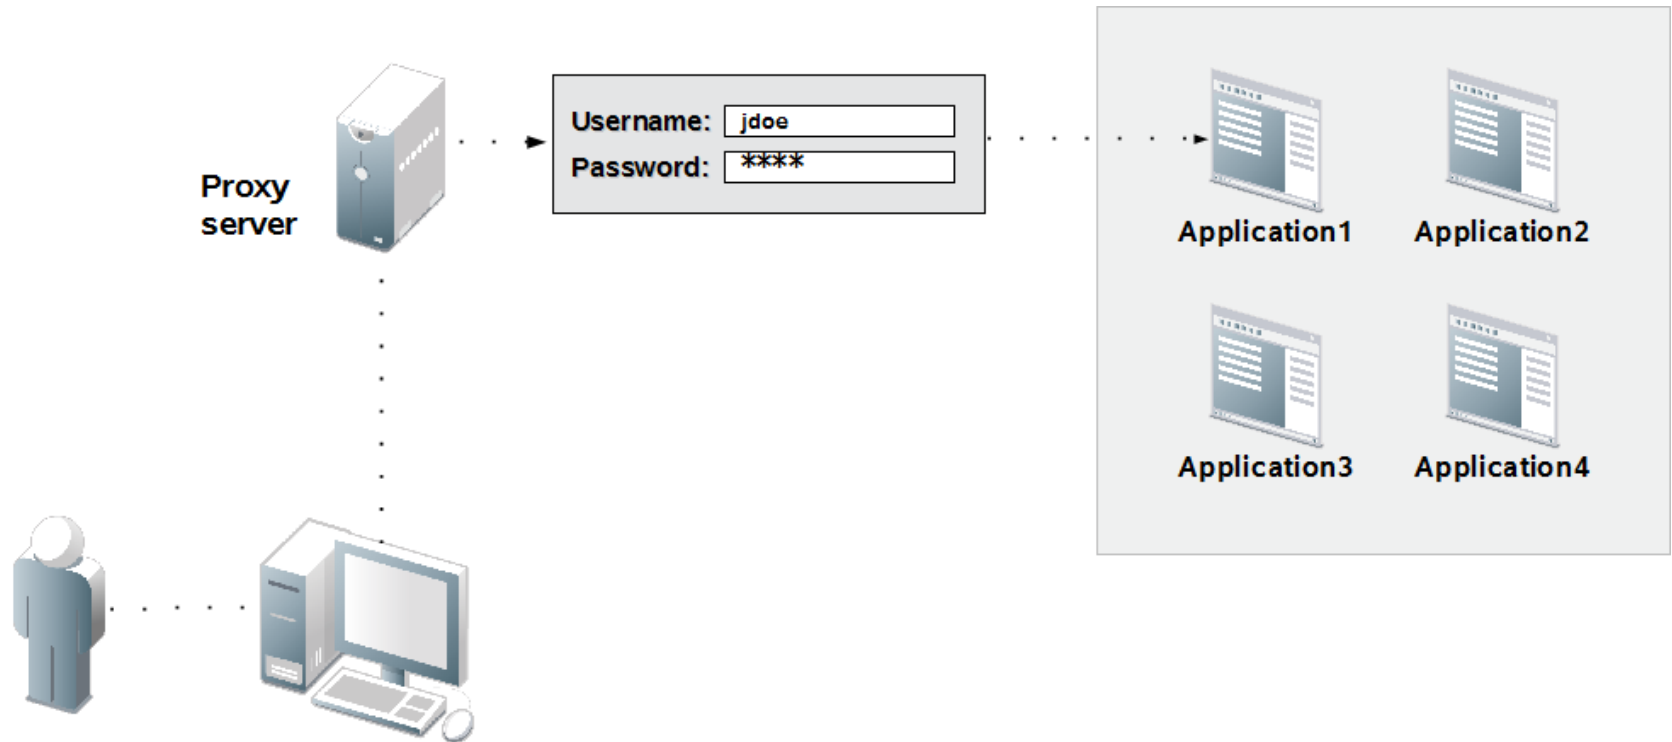 Proxy
server
Username: jdoe
Password: ****
Application1
Application2
Application3
Application4